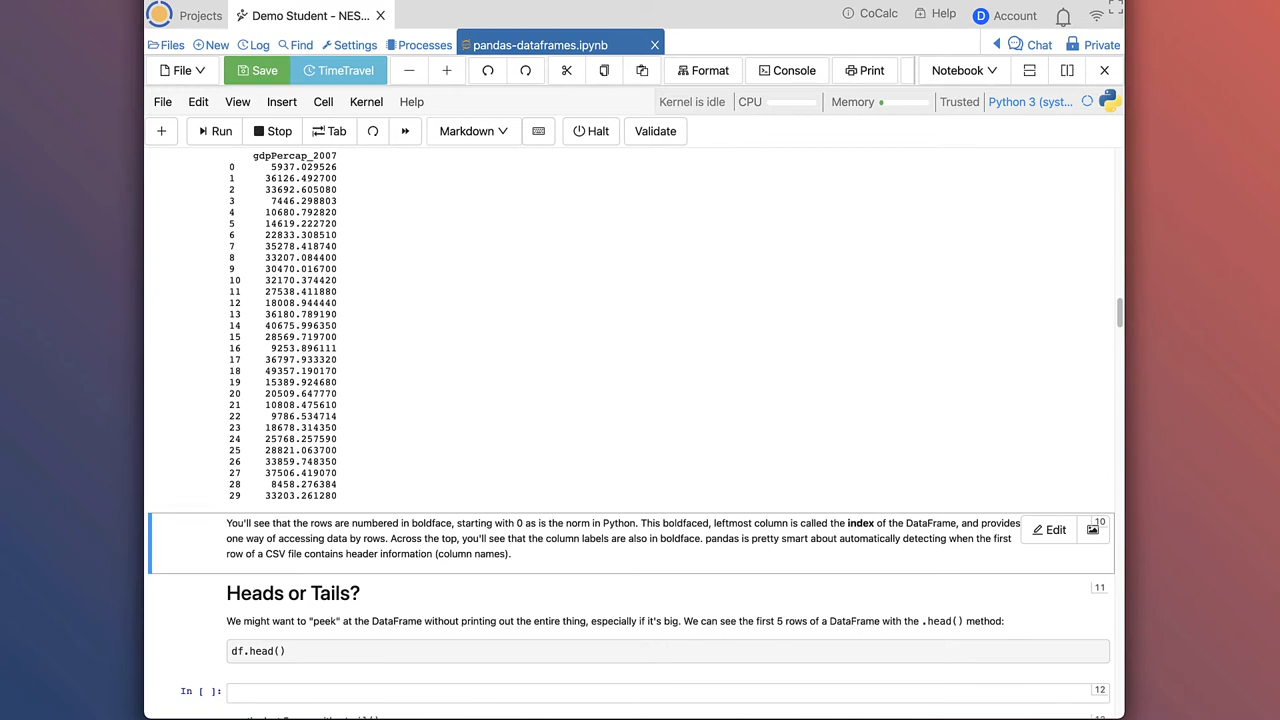 Projects
Demo Student - NES...
CoCalc
Help
D Account
Files
New
Log
Find
Settings
Processes
pandas-dataframes.ipynb
Chat
Private
File
Save
TimeTravel
Format
Console
Print
Notebook
File Edit View Insert Cell Kernel Help
Kernel is idle
CPU
Memory
Trusted
Python 3 (syst...
Run
Stop
Tab
Markdown
Halt
Validate
gdpPercap_2007
0 5937.029526
1 36126.492700
2 33692.605080
3 7446.298803
4 10680.792820
5 14619.222720
6 22833.308510
7 35278.418740
8 33207.084400
9 30470.016700
10 32170.374420
11 27538.411880
12 18008.944440
13 36180.789190
14 40675.996350
15 28569.719700
16 9253.896111
17 36797.933320
18 49357.190170
19 15389.924680
20 20509.647770
21 10808.475610
22 9786.534714
23 18678.314350
24 25768.257590
25 28821.063700
26 33859.748350
27 37506.419070
28 8458.276384
29 33203.261280
You'll see that the rows are numbered in boldface, starting with 0 as is the norm in Python. This boldfaced, leftmost column is called the index of the DataFrame, and provides
one way of accessing data by rows. Across the top, you'll see that the column labels are also in boldface. pandas is pretty smart about automatically detecting when the first
row of a CSV file contains header information (column names).
Edit
10
Heads or Tails?
11
We might want to "peek" at the DataFrame without printing out the entire thing, especially if it's big. We can see the first 5 rows of a DataFrame with the .head() method:
df.head()
In [ ]:
12